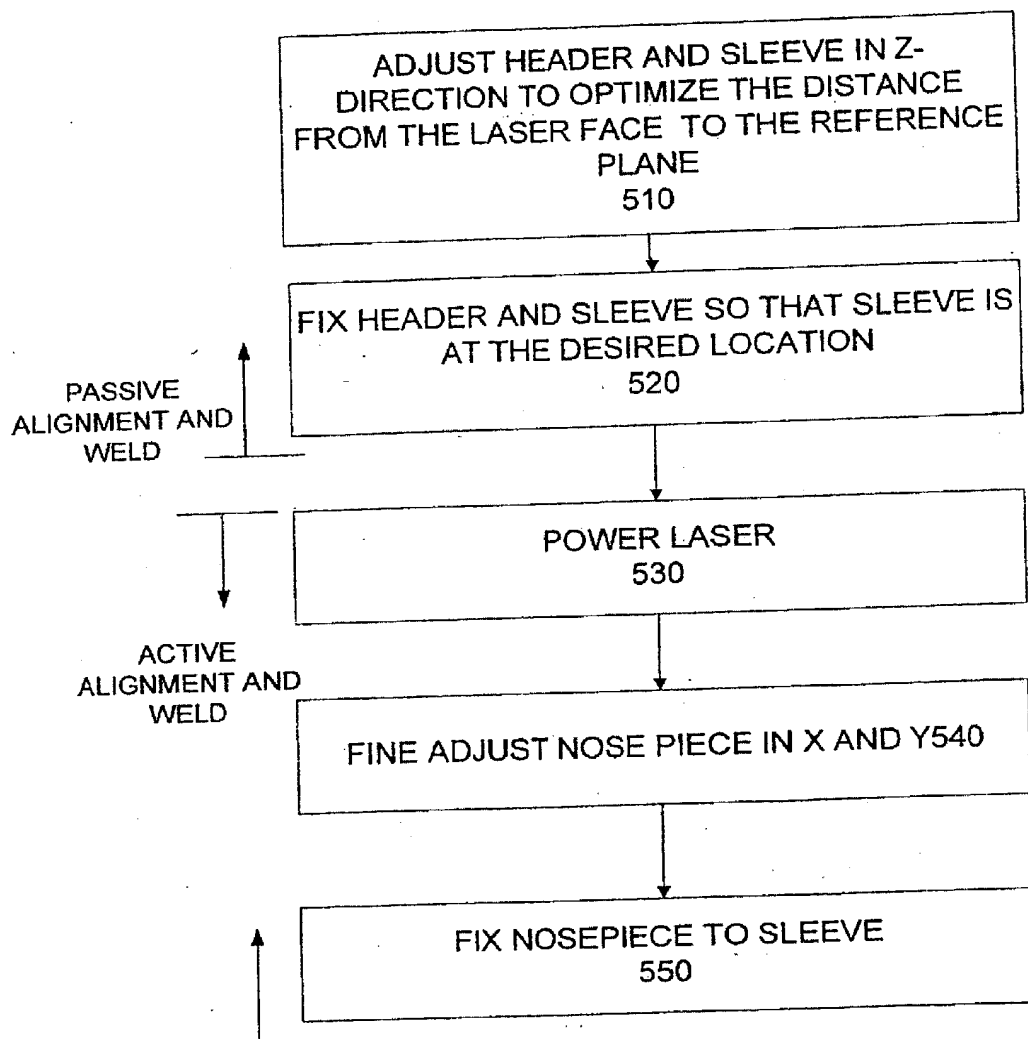 ADJUST HEADER AND SLEEVE IN Z-
DIRECTION TO OPTIMIZE THE DISTANCE
FROM THE LASER FACE TO THE REFERENCE
PLANE
510
FIX HEADER AND SLEEVE SO THAT SLEEVE IS
AT THE DESIRED LOCATION
520
PASSIVE
ALIGNMENT AND
WELD
POWER LASER
530
ACTIVE
ALIGNMENT AND
WELD
FINE ADJUST NOSE PIECE IN X AND Y540
FIX NOSEPIECE TO SLEEVE
550